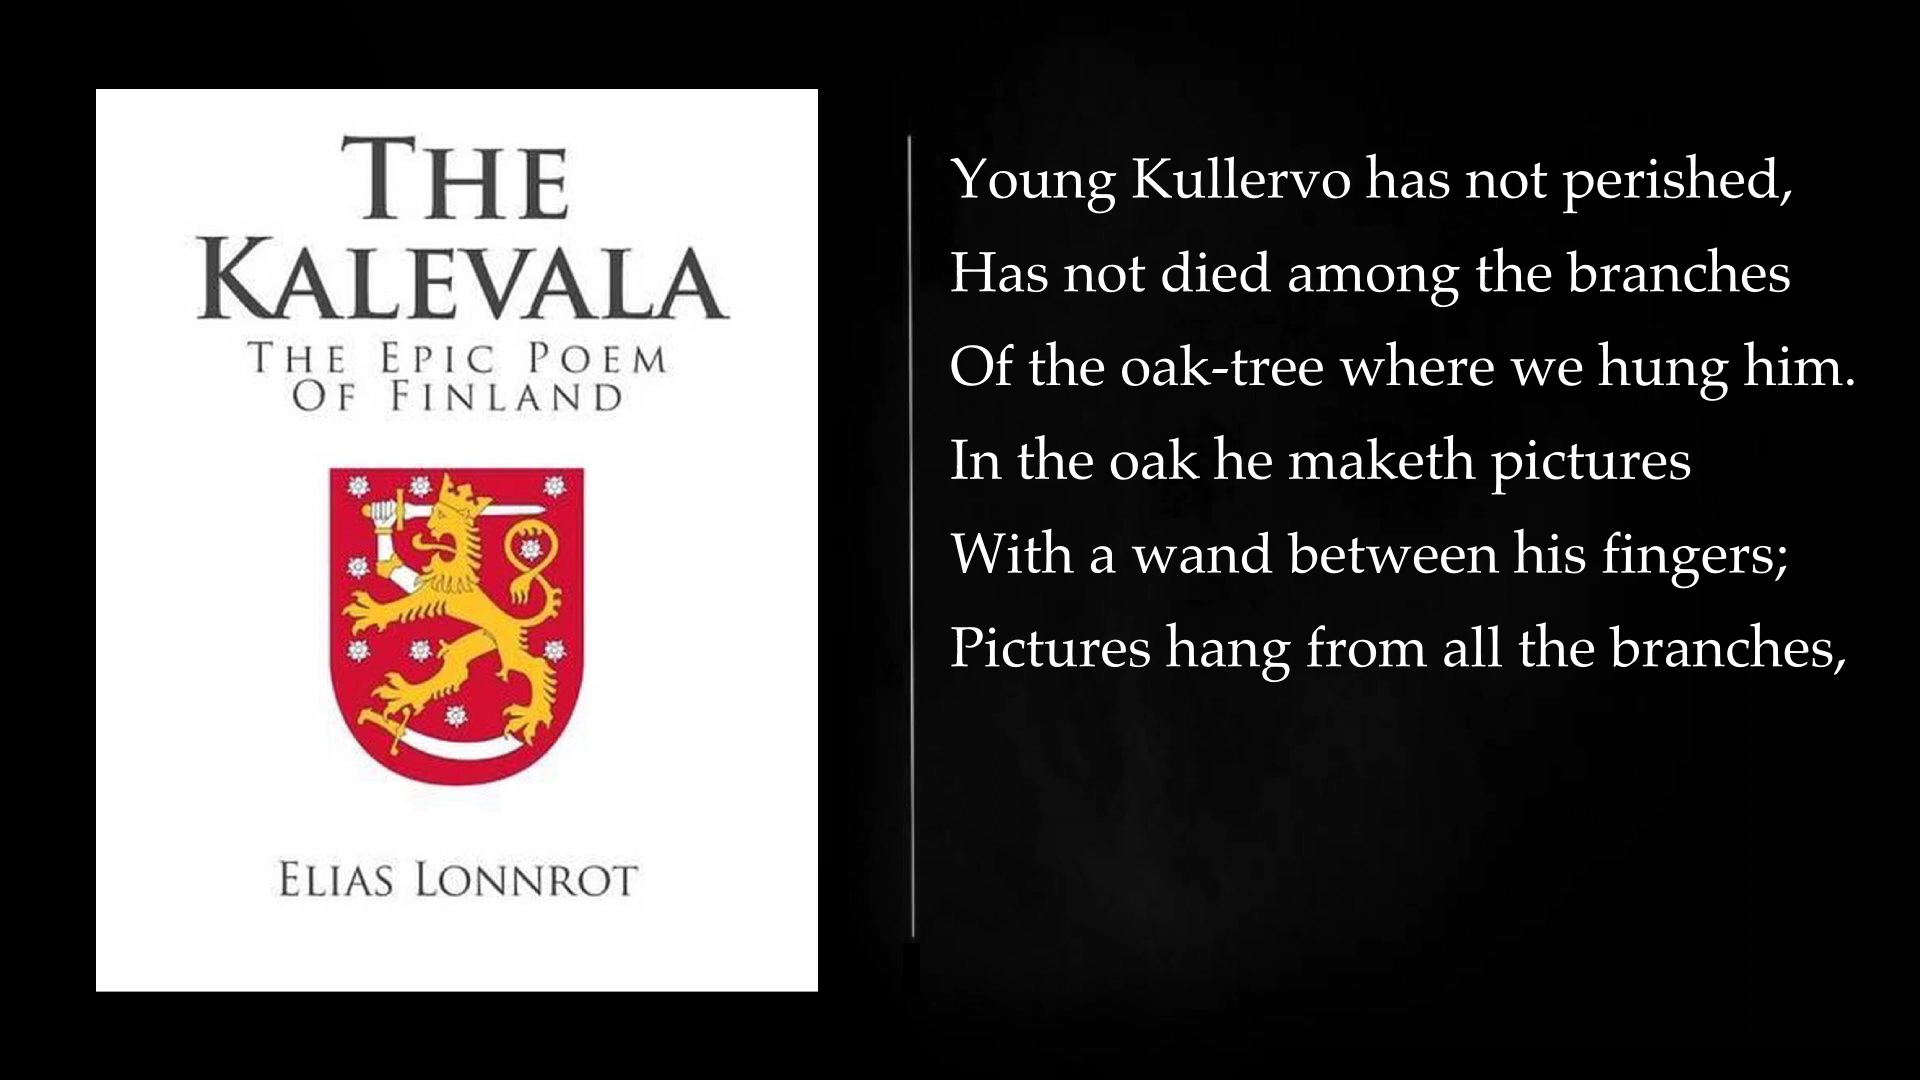 THE
KALEVALA
THE EPIC POEM
OF FINLAND
ELIAS LONNROT
Young Kullervo has not perished,
Has not died among the branches
Of the oak-tree where we hung him.
In the oak he maketh pictures
With a wand between his fingers;
Pictures hang from all the branches,